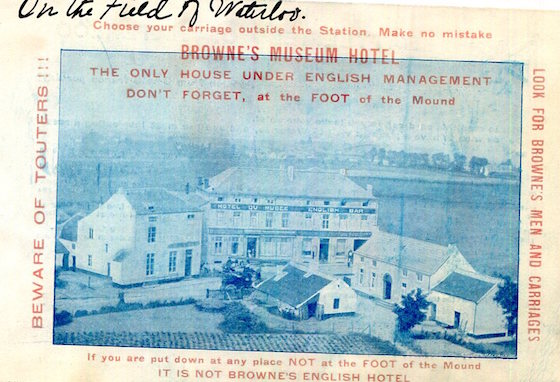 On the Field of Waterloo.
Choose your carriage outside the Station. Make no mistake
BROWNE'S MUSEUM HOTEL
THE ONLY HOUSE UNDER ENGLISH MANAGEMENT
DON'T FORGET, at the FOOT of the Mound
BEWARE OF TOUTERS !!!
LOOK FOR BROWNE'S MEN AND CARRIAGES
HOTEL DU MUSÉE ENGLISH BAR
If you are put down at any place NOT at the FOOT of the Mound
IT IS NOT BROWNE'S ENGLISH HOTEL